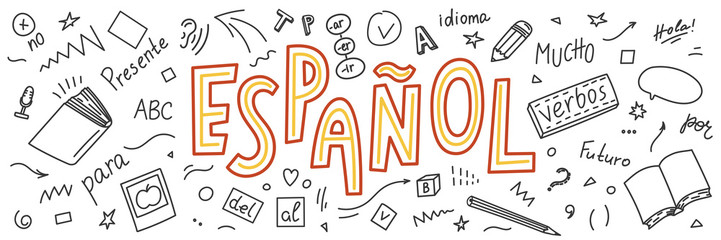 no
Presente
ABC
para
T P
-ar
-er
-ir
A
idioma
MUCHO
Hola!
ESPAÑOL
verbos
por
Futuro
del
al
B